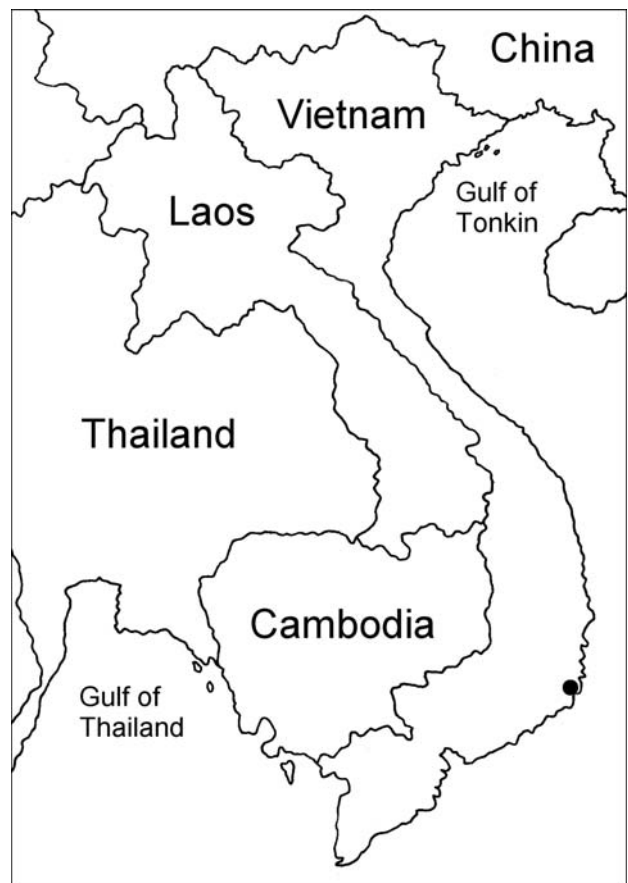 China
Vietnam
Gulf of
Tonkin
Laos
Thailand
Cambodia
Gulf of
Thailand